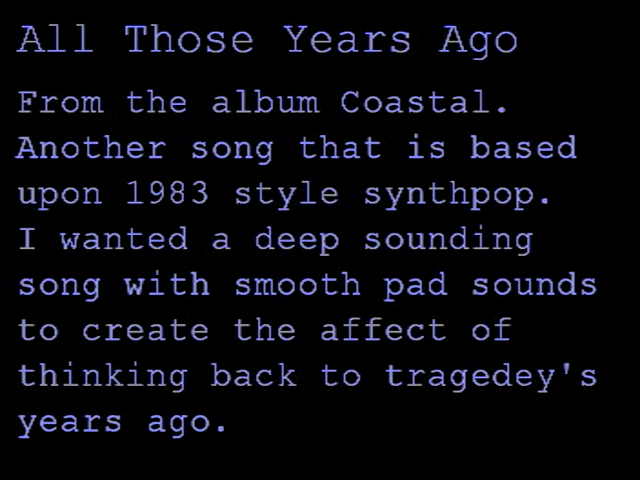 All Those Years Ago
From the album Coastal.
Another song that is based
upon 1983 style synthpop.
I wanted a deep sounding
song with smooth pad sounds
to create the affect of
thinking back to tragedey's
years ago.